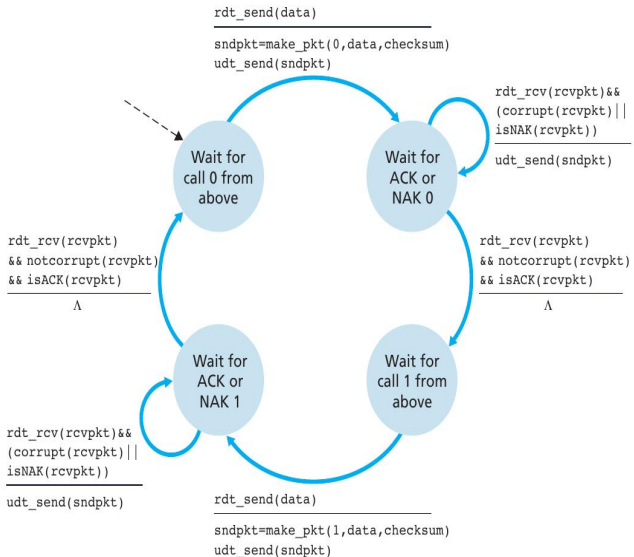 rdt_send(data)
sndpkt=make_pkt(0,data,checksum)
udt_send(sndpkt)
rdt_rcv(rcvpkt)&&
(corrupt(rcvpkt)||
isNAK(rcvpkt))
udt_send(sndpkt)
Wait for
call 0 from
above
Wait for
ACK or
NAK 0
rdt_rcv(rcvpkt)
&& notcorrupt(rcvpkt)
&& isACK(rcvpkt)
Λ
rdt_rcv(rcvpkt)
&& notcorrupt(rcvpkt)
&& isACK(rcvpkt)
Λ
Wait for
ACK or
NAK 1
Wait for
call 1 from
above
rdt_rcv(rcvpkt)&&
(corrupt(rcvpkt)||
isNAK(rcvpkt))
udt_send(sndpkt)
rdt_send(data)
sndpkt=make_pkt(1,data,checksum)
udt_send(sndpkt)